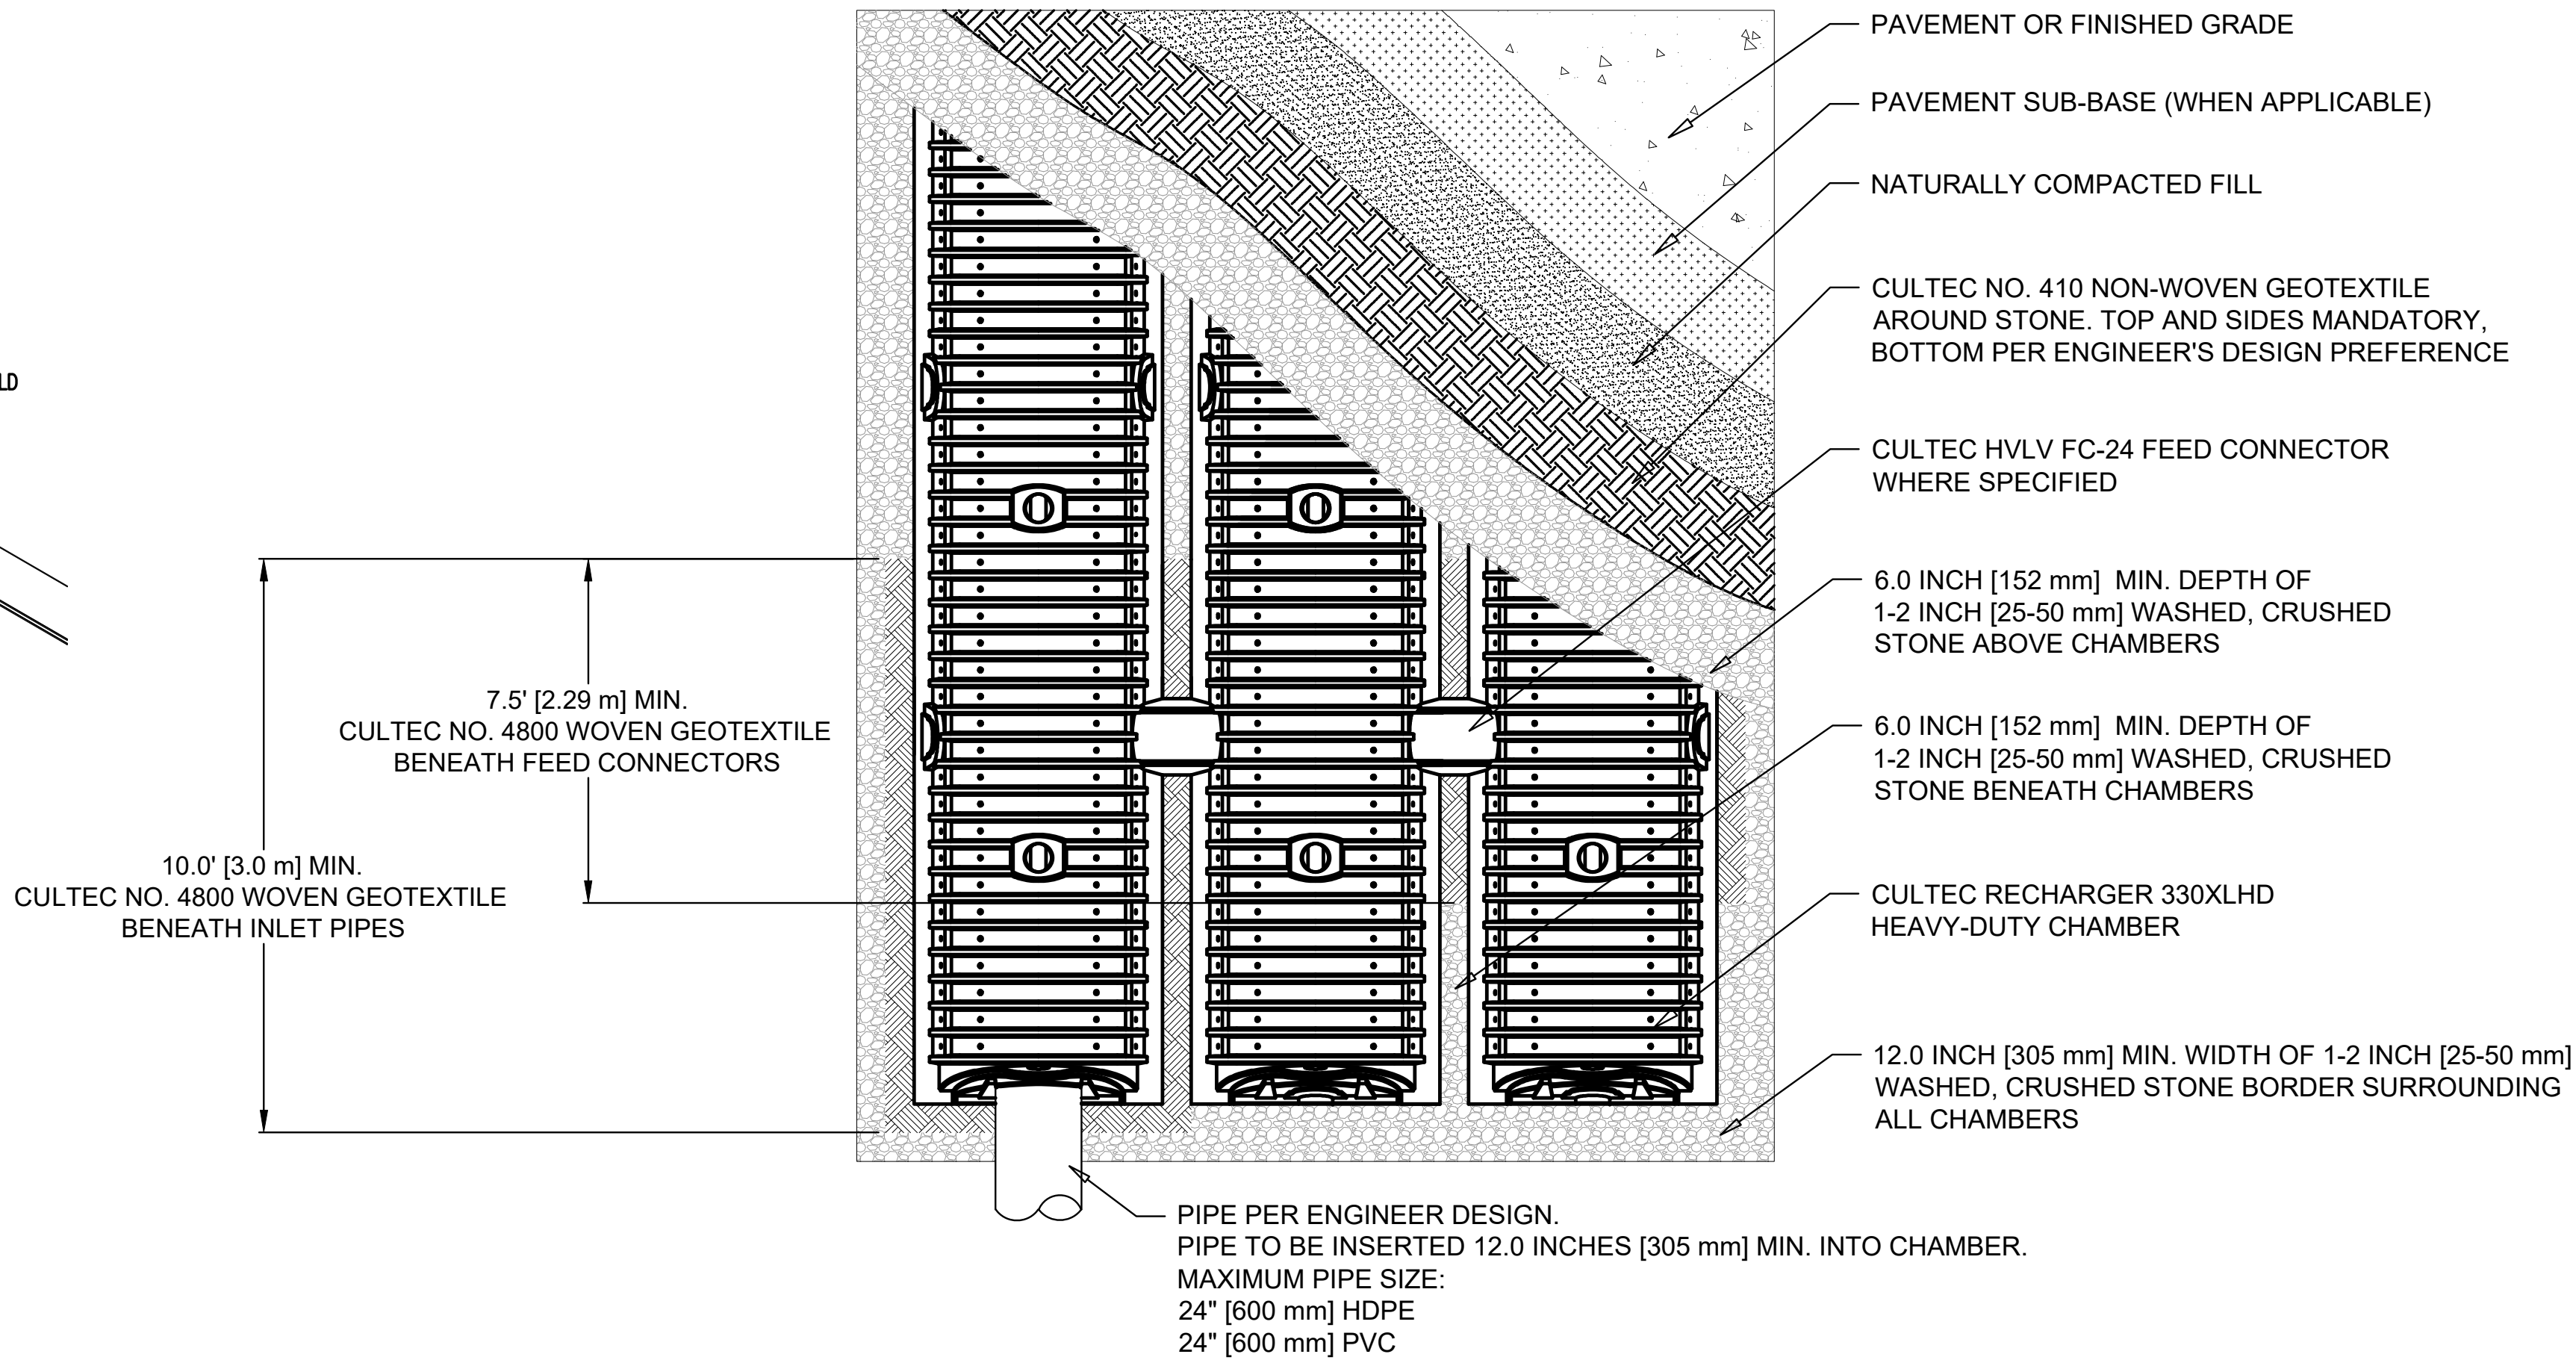 PAVEMENT OR FINISHED GRADE
PAVEMENT SUB-BASE (WHEN APPLICABLE)
NATURALLY COMPACTED FILL
CULTEC NO. 410 NON-WOVEN GEOTEXTILE
AROUND STONE. TOP AND SIDES MANDATORY,
BOTTOM PER ENGINEER'S DESIGN PREFERENCE
LD
CULTEC HVLV FC-24 FEED CONNECTOR
WHERE SPECIFIED
6.0 INCH [152 mm] MIN. DEPTH OF
1-2 INCH [25-50 mm] WASHED, CRUSHED
STONE ABOVE CHAMBERS
7.5' [2.29 m] MIN.
CULTEC NO. 4800 WOVEN GEOTEXTILE
BENEATH FEED CONNECTORS
6.0 INCH [152 mm] MIN. DEPTH OF
1-2 INCH [25-50 mm] WASHED, CRUSHED
STONE BENEATH CHAMBERS
10.0' [3.0 m] MIN.
CULTEC NO. 4800 WOVEN GEOTEXTILE
BENEATH INLET PIPES
CULTEC RECHARGER 330XLHD
HEAVY-DUTY CHAMBER
12.0 INCH [305 mm] MIN. WIDTH OF 1-2 INCH [25-50 mm]
WASHED, CRUSHED STONE BORDER SURROUNDING
ALL CHAMBERS
PIPE PER ENGINEER DESIGN.
PIPE TO BE INSERTED 12.0 INCHES [305 mm] MIN. INTO CHAMBER.
MAXIMUM PIPE SIZE:
24" [600 mm] HDPE
24" [600 mm] PVC